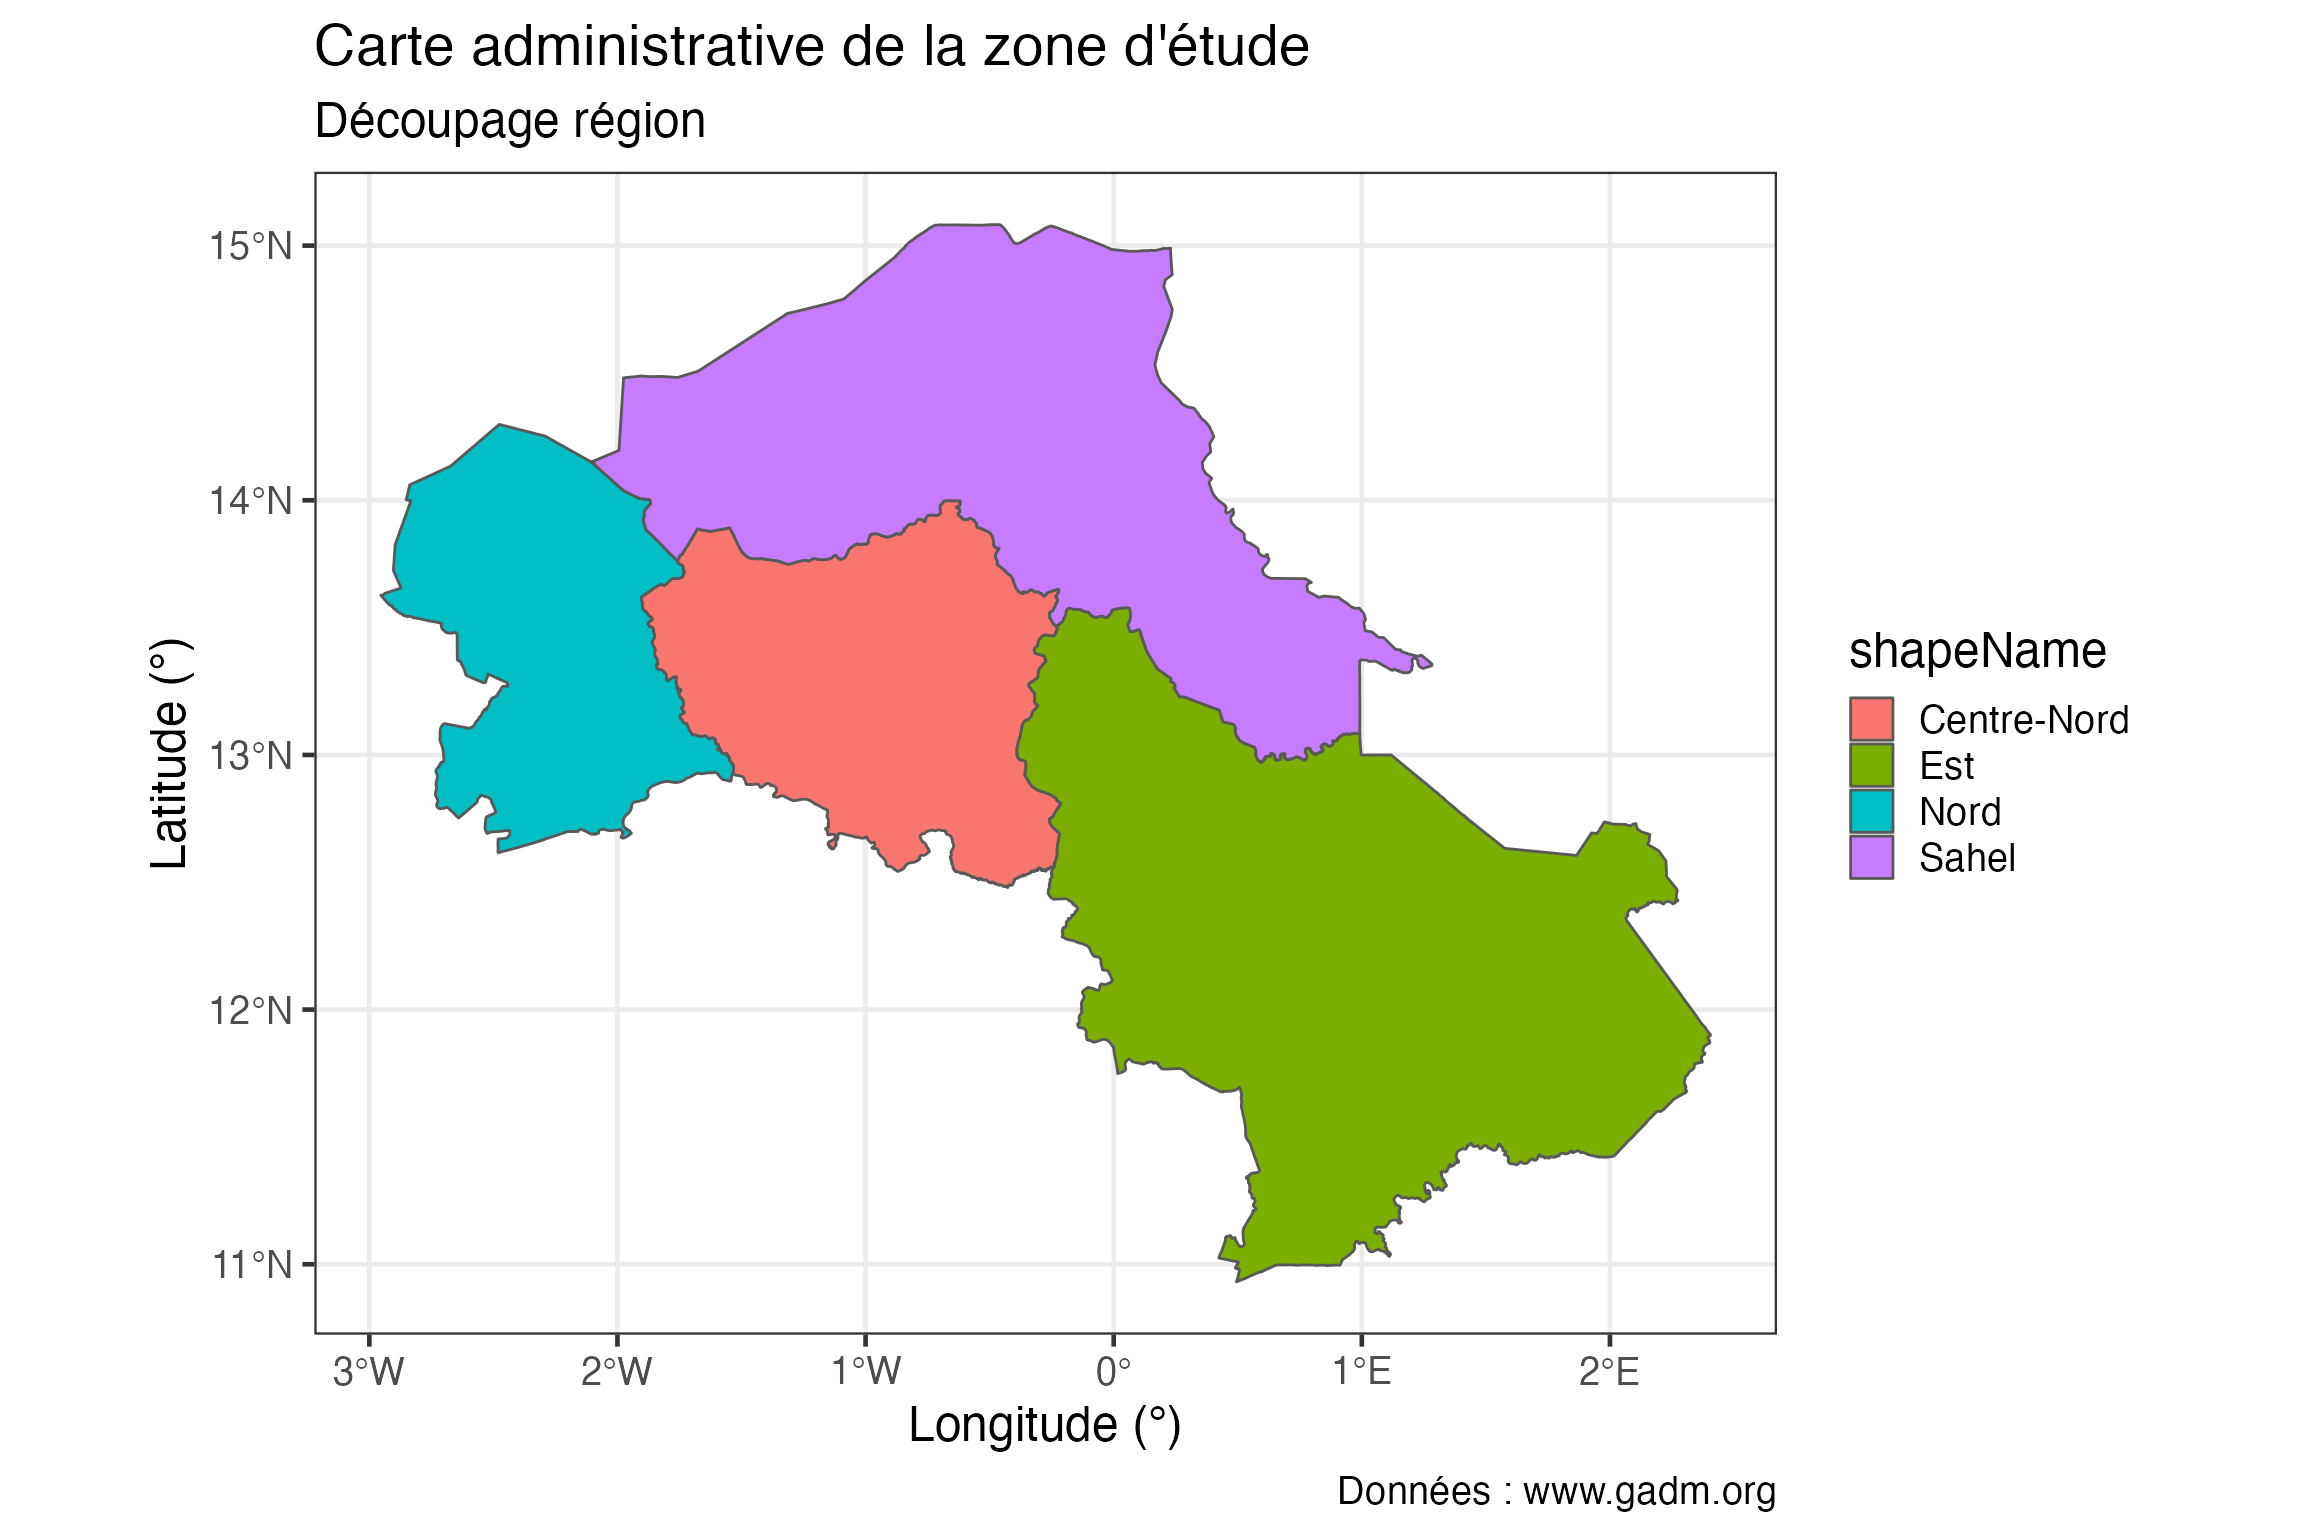 Carte administrative de la zone d'étude
Découpage région
15°N
14°N
13°N
12°N
11°N
Latitude (°)
3°W
2°W
1°W
0°
1°E
2°E
Longitude (°)
shapeName
Centre-Nord
Est
Nord
Sahel
Données : www.gadm.org